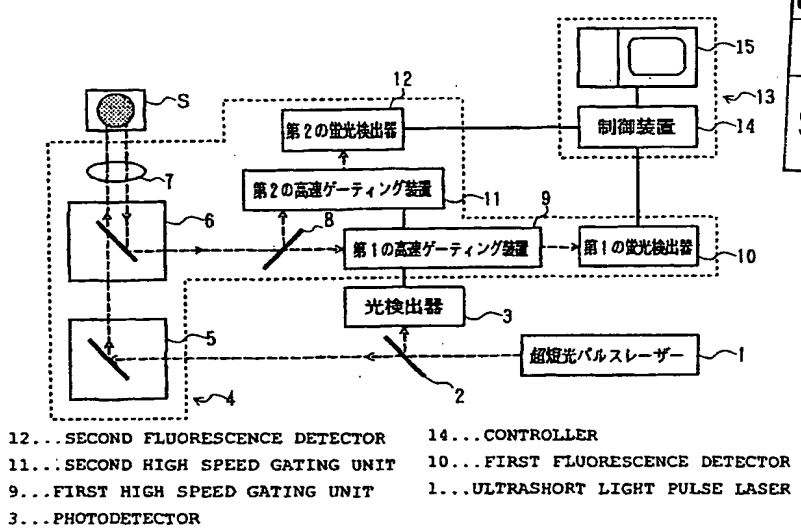 15
S
12
13
第2の蛍光検出器
制御装置
14
7
第2の高速ゲーティング装置
11
6
8
9
第1の高速ゲーティング装置
第1の蛍光検出器
10
光検出器
3
5
超短光パルスレーザー
1
2
4
12...SECOND FLUORESCENCE DETECTOR
11...SECOND HIGH SPEED GATING UNIT
9...FIRST HIGH SPEED GATING UNIT
3...PHOTODETECTOR
14...CONTROLLER
10...FIRST FLUORESCENCE DETECTOR
1...ULTRASHORT LIGHT PULSE LASER